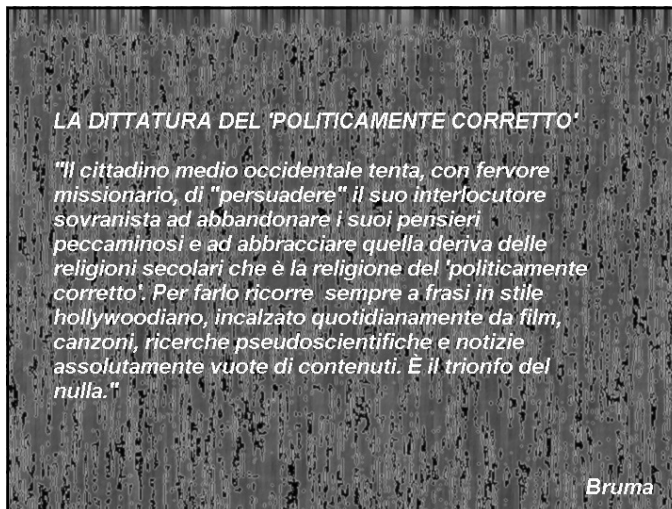 LA DITTATURA DEL 'POLITICAMENTE CORRETTO'
"Il cittadino medio occidentale tenta, con fervore
missionario, di "persuadere" il suo interlocutore
sovranista ad abbandonare i suoi pensieri
peccaminosi e ad abbracciare quella deriva delle
religioni secolari che è la religione del 'politicamente
corretto'. Per farlo ricorre  sempre a frasi in stile
hollywoodiano, incalzato quotidianamente da film,
canzoni, ricerche pseudoscientifiche e notizie
assolutamente vuote di contenuti. È il trionfo del
nulla."
Bruma